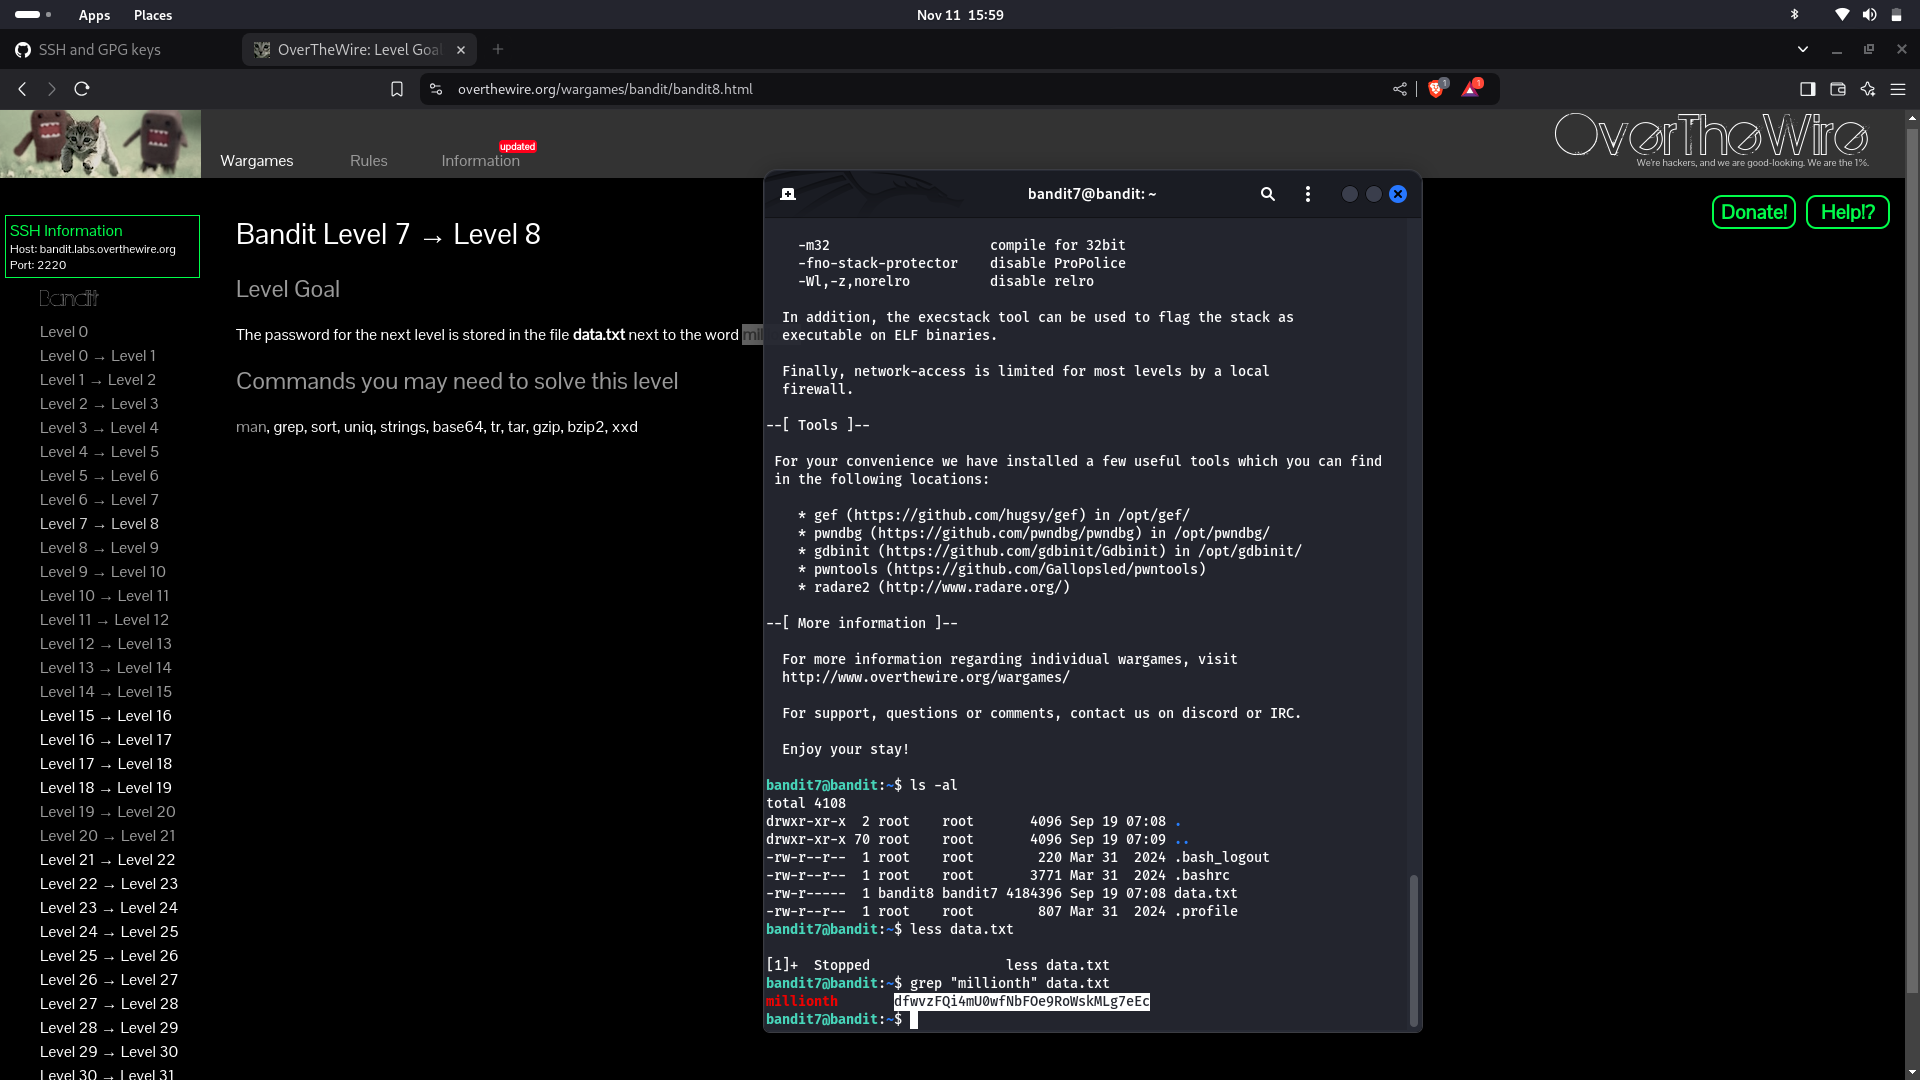 Apps Places Nov 11 15:59
SSH and GPG keys
OverTheWire: Level Goal
overthewire.org/wargames/bandit/bandit8.html
1
1
Wargames
Rules
Information
updated
OverTheWire
We're hackers, and we are good-looking. We are the 1%.
Donate!
Help!?
SSH Information
Host: bandit.labs.overthewire.org
Port: 2220
Bandit
Level 0
Level 0 → Level 1
Level 1 → Level 2
Level 2 → Level 3
Level 3 → Level 4
Level 4 → Level 5
Level 5 → Level 6
Level 6 → Level 7
Level 7 → Level 8
Level 8 → Level 9
Level 9 → Level 10
Level 10 → Level 11
Level 11 → Level 12
Level 12 → Level 13
Level 13 → Level 14
Level 14 → Level 15
Level 15 → Level 16
Level 16 → Level 17
Level 17 → Level 18
Level 18 → Level 19
Level 19 → Level 20
Level 20 → Level 21
Level 21 → Level 22
Level 22 → Level 23
Level 23 → Level 24
Level 24 → Level 25
Level 25 → Level 26
Level 26 → Level 27
Level 27 → Level 28
Level 28 → Level 29
Level 29 → Level 30
Level 30 → Level 31
Bandit Level 7 → Level 8
Level Goal
The password for the next level is stored in the file data.txt next to the word mil
Commands you may need to solve this level
man, grep, sort, uniq, strings, base64, tr, tar, gzip, bzip2, xxd
bandit7@bandit: ~
-m32 compile for 32bit
-fno-stack-protector disable ProPolice
-Wl,-z,norelro disable relro
In addition, the execstack tool can be used to flag the stack as
executable on ELF binaries.
Finally, network-access is limited for most levels by a local
firewall.
--[ Tools ]--
For your convenience we have installed a few useful tools which you can find
in the following locations:
* gef (https://github.com/hugsy/gef) in /opt/gef/
* pwndbg (https://github.com/pwndbg/pwndbg) in /opt/pwndbg/
* gdbinit (https://github.com/gdbinit/Gdbinit) in /opt/gdbinit/
* pwntools (https://github.com/Gallopsled/pwntools)
* radare2 (http://www.radare.org/)
--[ More information ]--
For more information regarding individual wargames, visit
http://www.overthewire.org/wargames/
For support, questions or comments, contact us on discord or IRC.
Enjoy your stay!
bandit7@bandit:~$ ls -al
total 4108
drwxr-xr-x 2 root root 4096 Sep 19 07:08 .
drwxr-xr-x 70 root root 4096 Sep 19 07:09 ..
-rw-r--r-- 1 root root 220 Mar 31 2024 .bash_logout
-rw-r--r-- 1 root root 3771 Mar 31 2024 .bashrc
-rw-r----- 1 bandit8 bandit7 4184396 Sep 19 07:08 data.txt
-rw-r--r-- 1 root root 807 Mar 31 2024 .profile
bandit7@bandit:~$ less data.txt
[1]+ Stopped less data.txt
bandit7@bandit:~$ grep "millionth" data.txt
millionth dfwvzFQi4mU0wfNbFOe9RoWskMLg7eEc
bandit7@bandit:~$